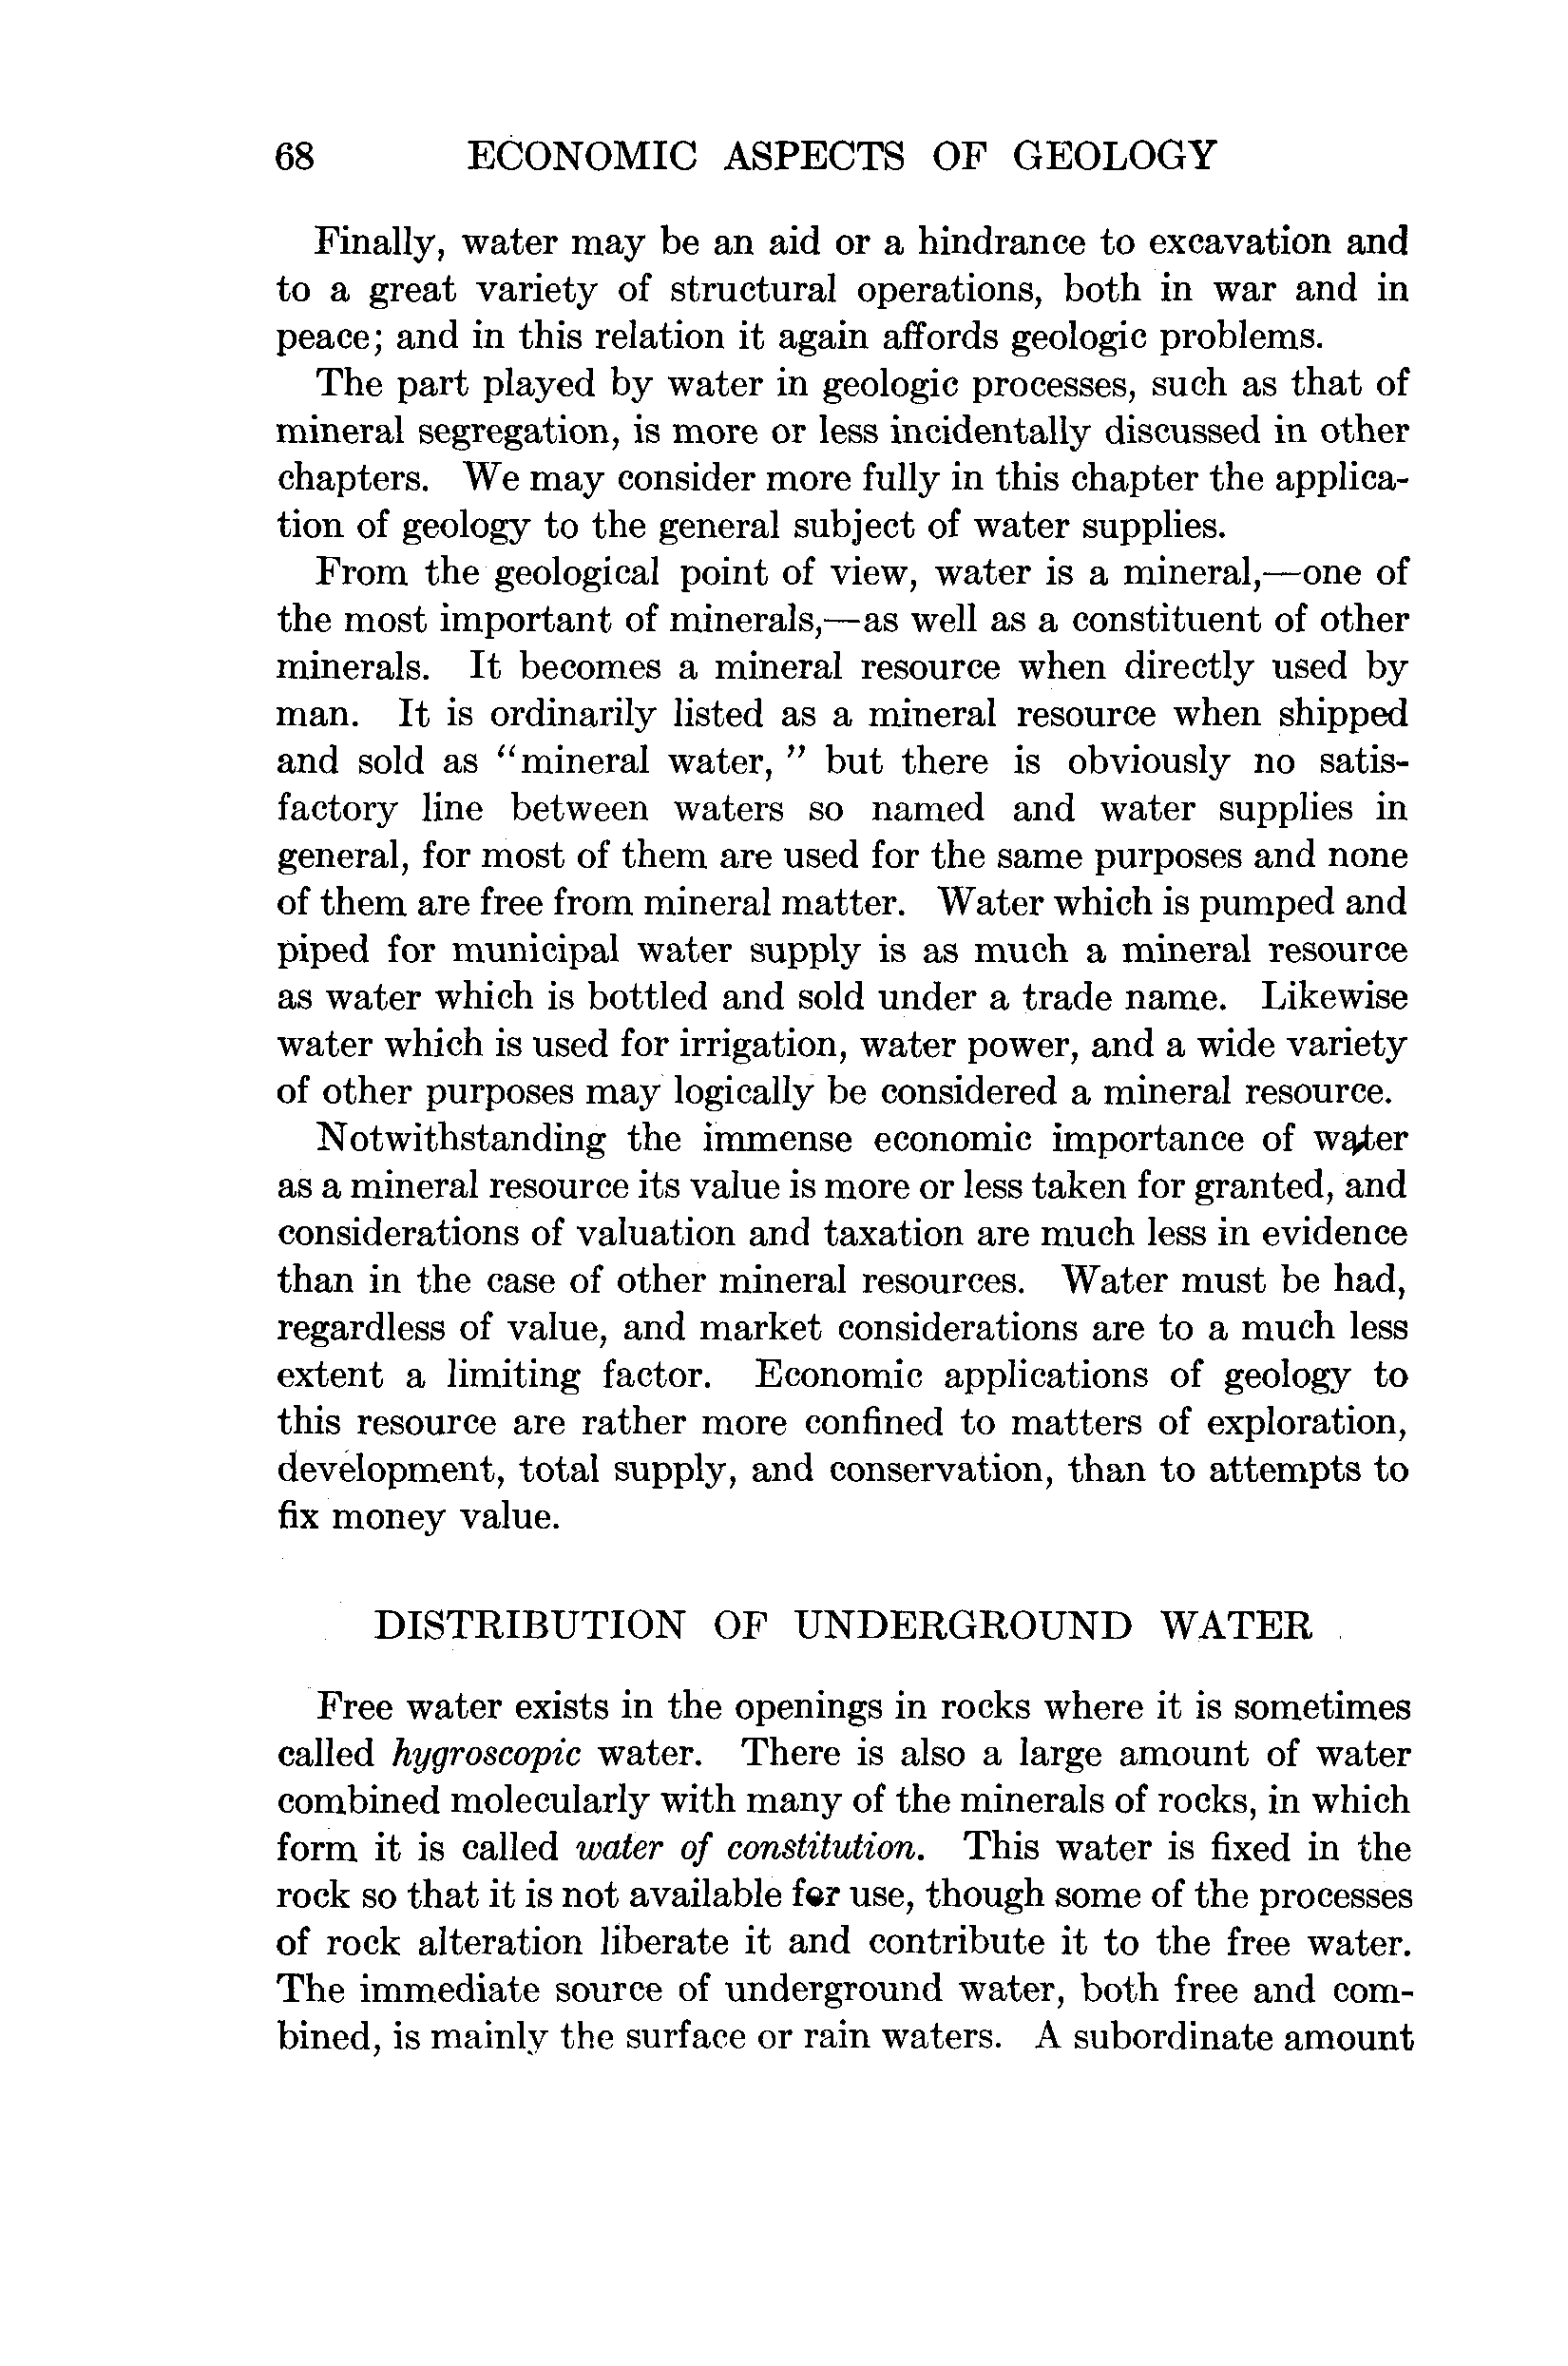 68 ECONOMIC ASPECTS OF GEOLOGY
Finally, water may be an aid or a hindrance to excavation and
to a great variety of structural operations, both in war and in
peace; and in this relation it again affords geologic problems.
The part played by water in geologic processes, such as that of
mineral segregation, is more or less incidentally discussed in other
chapters. We may consider more fully in this chapter the applica-
tion of geology to the general subject of water supplies.
From the geological point of view, water is a mineral,—one of
the most important of minerals,—as well as a constituent of other
minerals. It becomes a mineral resource when directly used by
man. It is ordinarily listed as a mineral resource when shipped
and sold as "mineral water, " but there is obviously no satis-
factory line between waters so named and water supplies in
general, for most of them are used for the same purposes and none
of them are free from mineral matter. Water which is pumped and
piped for municipal water supply is as much a mineral resource
as water which is bottled and sold under a trade name. Likewise
water which is used for irrigation, water power, and a wide variety
of other purposes may logically be considered a mineral resource.
Notwithstanding the immense economic importance of water
as a mineral resource its value is more or less taken for granted, and
considerations of valuation and taxation are much less in evidence
than in the case of other mineral resources. Water must be had,
regardless of value, and market considerations are to a much less
extent a limiting factor. Economic applications of geology to
this resource are rather more confined to matters of exploration,
development, total supply, and conservation, than to attempts to
fix money value.
DISTRIBUTION OF UNDERGROUND WATER
Free water exists in the openings in rocks where it is sometimes
called hygroscopic water. There is also a large amount of water
combined molecularly with many of the minerals of rocks, in which
form it is called water of constitution. This water is fixed in the
rock so that it is not available for use, though some of the processes
of rock alteration liberate it and contribute it to the free water.
The immediate source of underground water, both free and com-
bined, is mainly the surface or rain waters. A subordinate amount